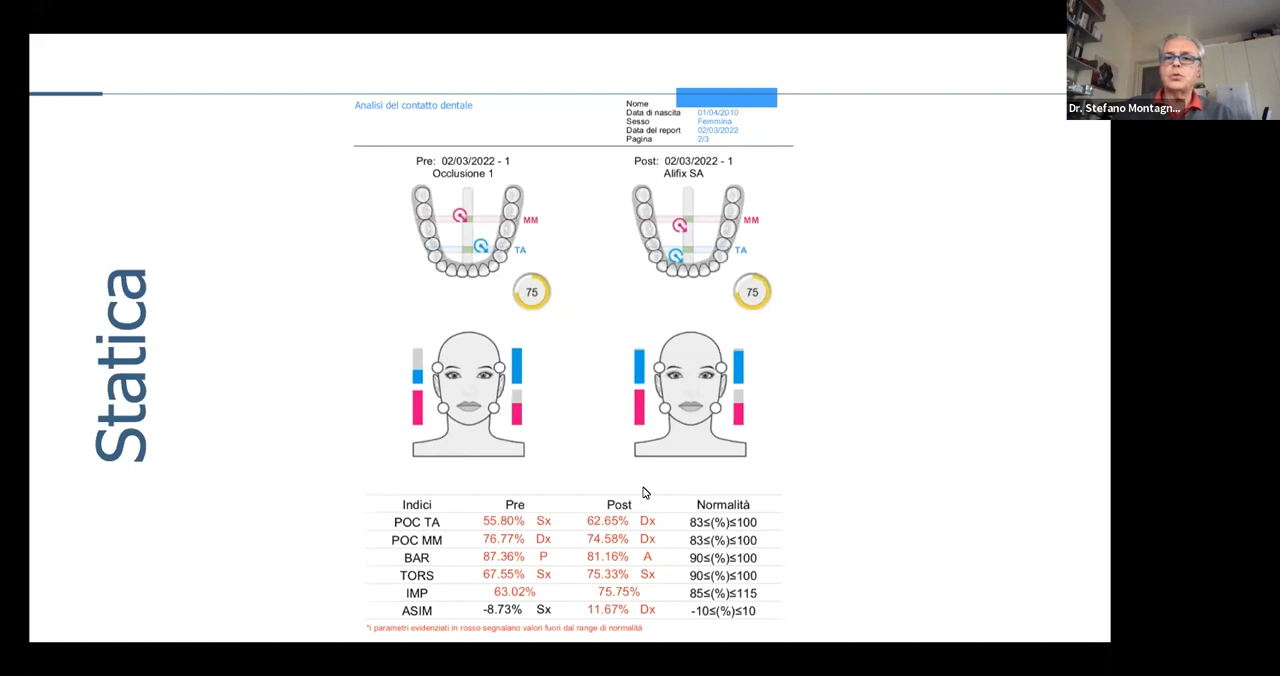 Dr. Stefano Montagn...
Statica
Analisi del contatto dentale
Nome
Data di nascita 01/04/2010
Sesso Femmina
Data del report 02/03/2022
Pagina 2/3
Pre: 02/03/2022 - 1
Occlusione 1
MM
TA
75
Post: 02/03/2022 - 1
Alifix SA
MM
TA
75
Indici Pre Post Normalità
POC TA 55.80% Sx 62.65% Dx 83≤(%)≤100
POC MM 76.77% Dx 74.58% Dx 83≤(%)≤100
BAR 87.36% P 81.16% A 90≤(%)≤100
TORS 67.55% Sx 75.33% Sx 90≤(%)≤100
IMP 63.02% 75.75% 85≤(%)≤115
ASIM -8.73% Sx 11.67% Dx -10≤(%)≤10
*i parametri evidenziati in rosso segnalano valori fuori dal range di normalità